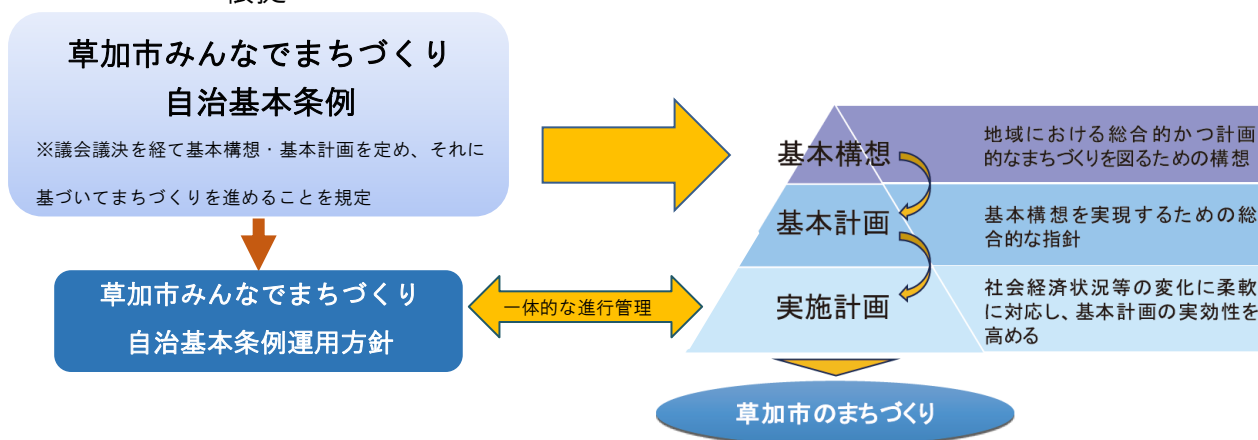 草加市みんなでまちづくり
自治基本条例
※議会議決を経て基本構想・基本計画を定め、それに
基づいてまちづくりを進めることを規定
草加市みんなでまちづくり
自治基本条例運用方針
一体的な進行管理
基本構想
地域における総合的かつ計画
的なまちづくりを図るための構想
基本計画
基本構想を実現するための総
合的な指針
実施計画
社会経済状況等の変化に柔軟
に対応し、基本計画の実効性を
高める
草加市のまちづくり